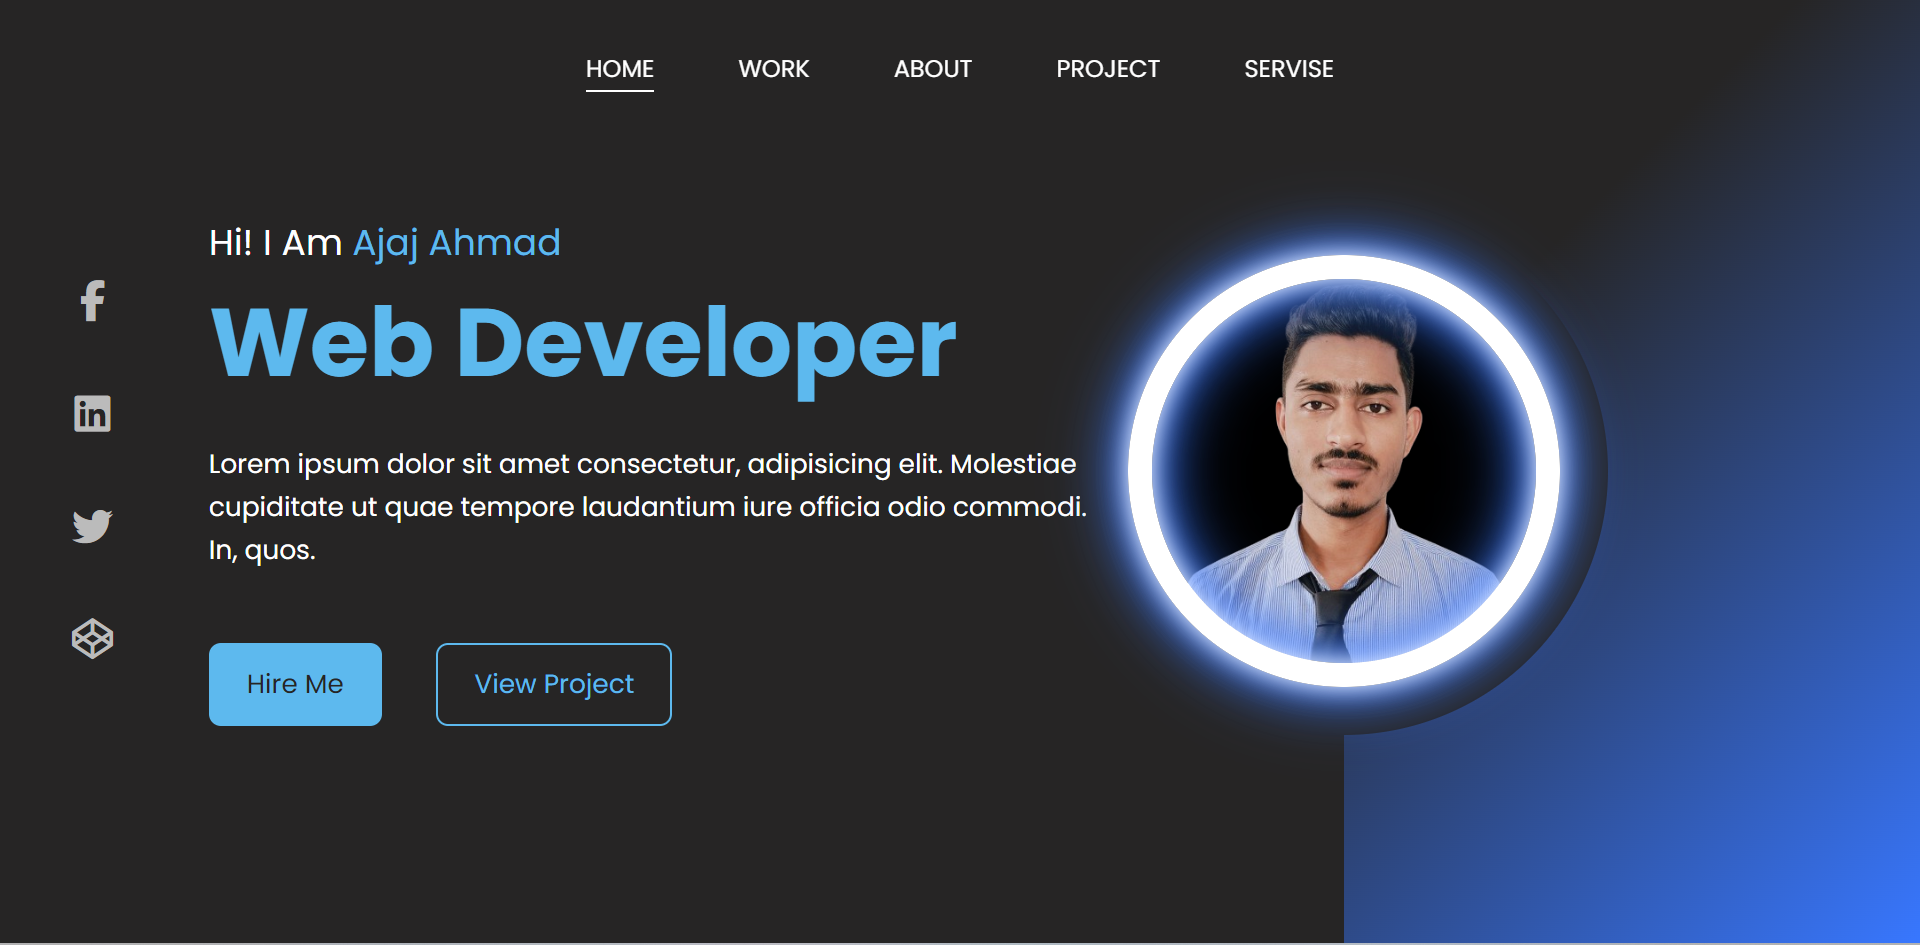 HOME WORK ABOUT PROJECT SERVISE
Hi! I Am Ajaj Ahmad
Web Developer
Lorem ipsum dolor sit amet consectetur, adipisicing elit. Molestiae
cupiditate ut quae tempore laudantium iure officia odio commodi.
In, quos.
Hire Me View Project